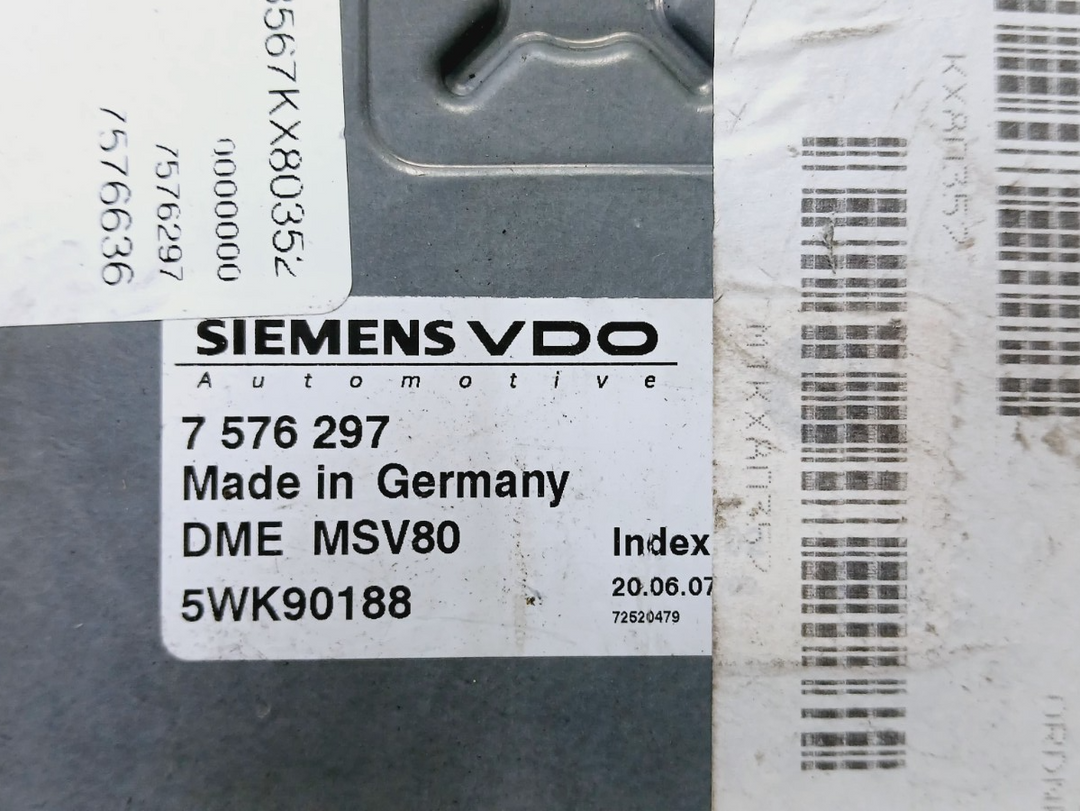 3567KX80352
0000000
7576297
7576636
SIEMENS VDO
Automotive
7 576 297
Made in Germany
DME MSV80
5WK90188
Index
20.06.07
72520479